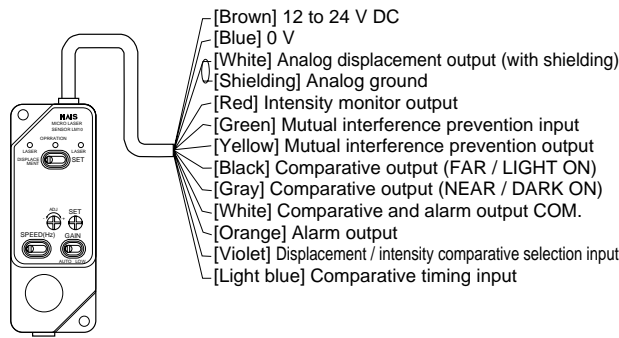 [Brown] 12 to 24 V DC
[Blue] 0 V
[White] Analog displacement output (with shielding)
[Shielding] Analog ground
[Red] Intensity monitor output
[Green] Mutual interference prevention input
[Yellow] Mutual interference prevention output
[Black] Comparative output (FAR / LIGHT ON)
[Gray] Comparative output (NEAR / DARK ON)
[White] Comparative and alarm output COM.
[Orange] Alarm output
[Violet] Displacement / intensity comparative selection input
[Light blue] Comparative timing input
NAiS
MICRO LASER
SENSOR LM10
OPRRATION
LASER LASER
DISPLACE
MENT SET
ADJ SET
- +
SPEED(Hz) GAIN
AUTO LOW